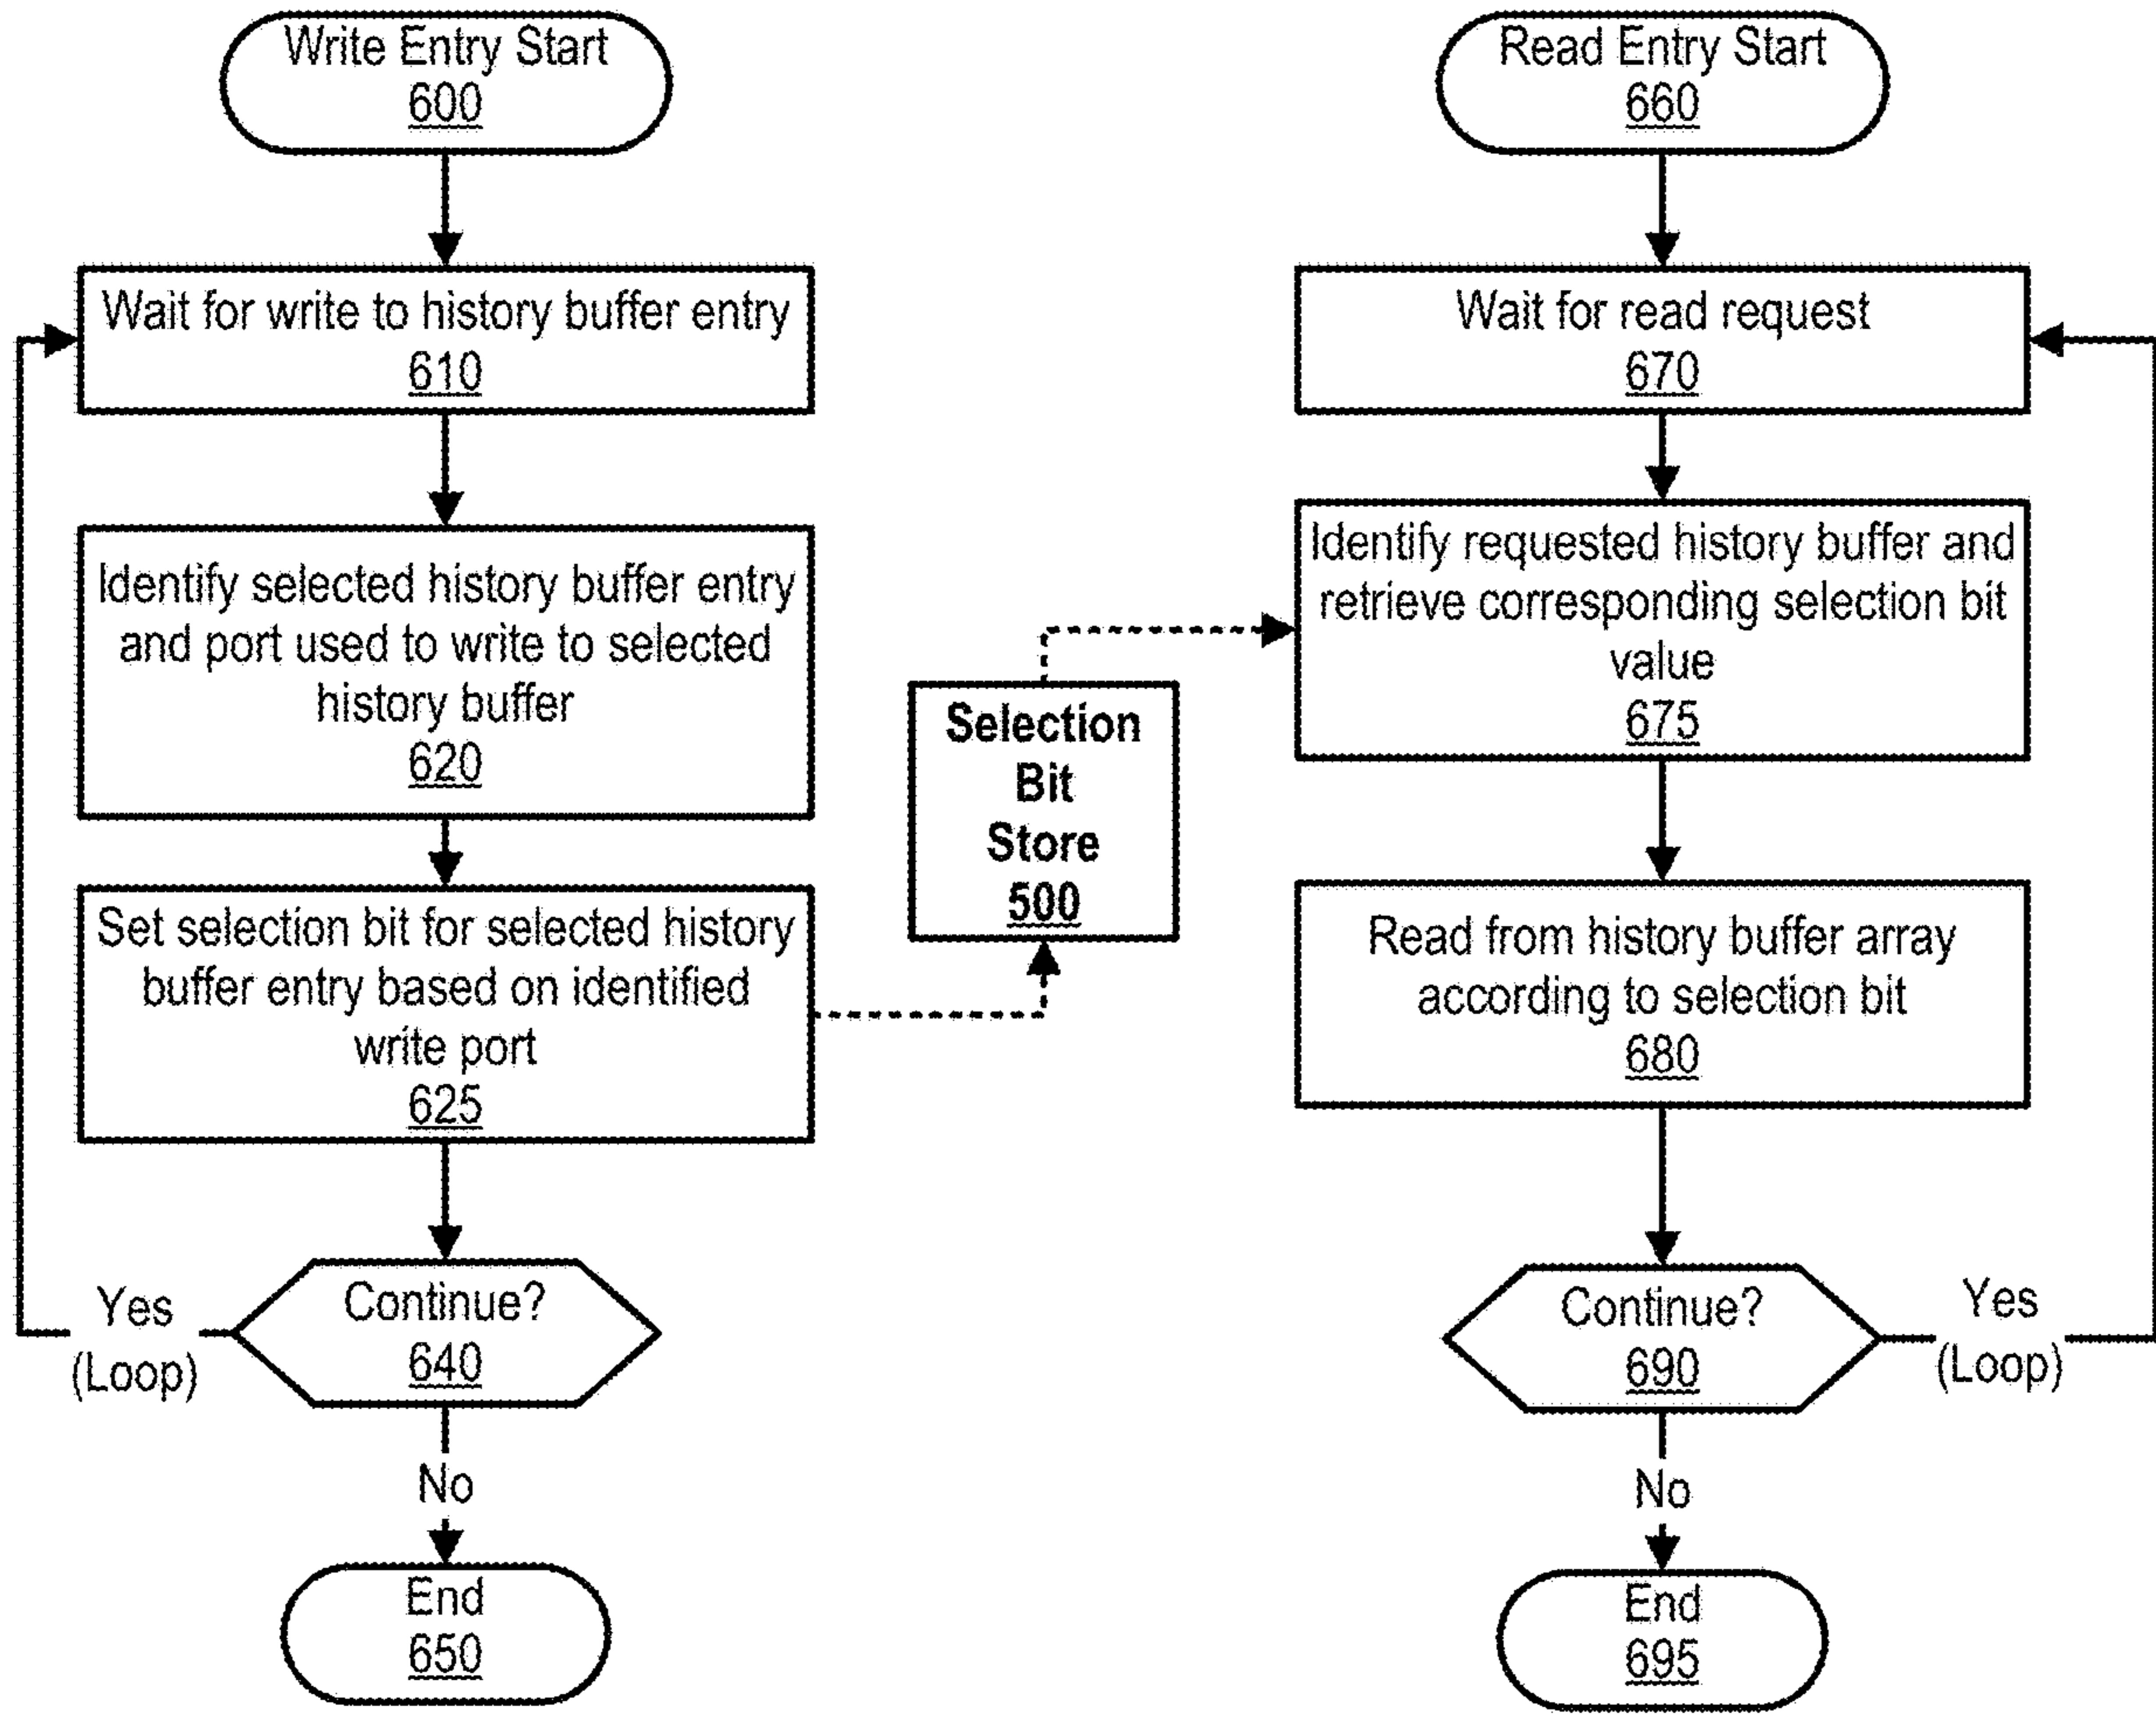 Write Entry Start
600
Wait for write to history buffer entry
610
Identify selected history buffer entry
and port used to write to selected
history buffer
620
Set selection bit for selected history
buffer entry based on identified
write port
625
Continue?
640
Yes
(Loop)
No
End
650
Selection
Bit
Store
500
Read Entry Start
660
Wait for read request
670
Identify requested history buffer and
retrieve corresponding selection bit
value
675
Read from history buffer array
according to selection bit
680
Continue?
690
Yes
(Loop)
No
End
695